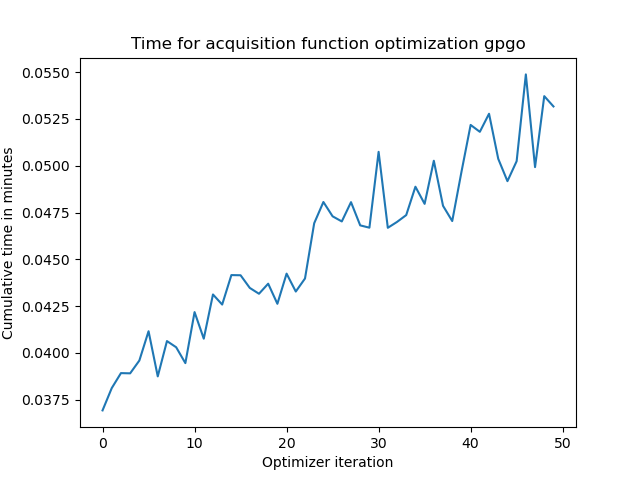 Time for acquisition function optimization gpgo
0.0550
0.0525
0.0500
0.0475
0.0450
0.0425
0.0400
0.0375
Cumulative time in minutes
0 10 20 30 40 50
Optimizer iteration